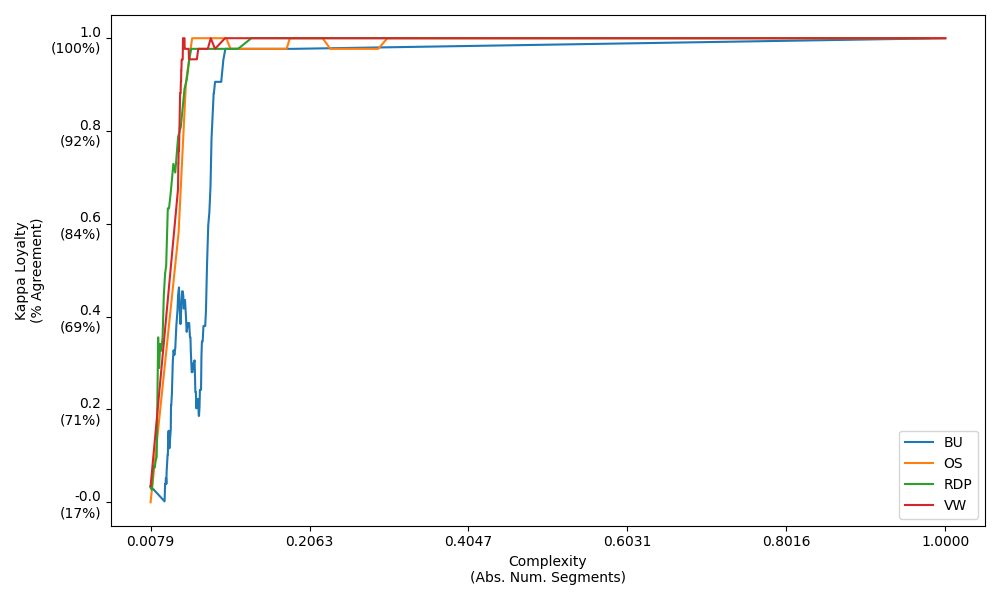 1.0
(100%)
0.8
(92%)
0.6
(84%)
0.4
(69%)
0.2
(71%)
-0.0
(17%)
Kappa Loyalty
(% Agreement)
BU
OS
RDP
VW
0.0079 0.2063 0.4047 0.6031 0.8016 1.0000
Complexity
(Abs. Num. Segments)